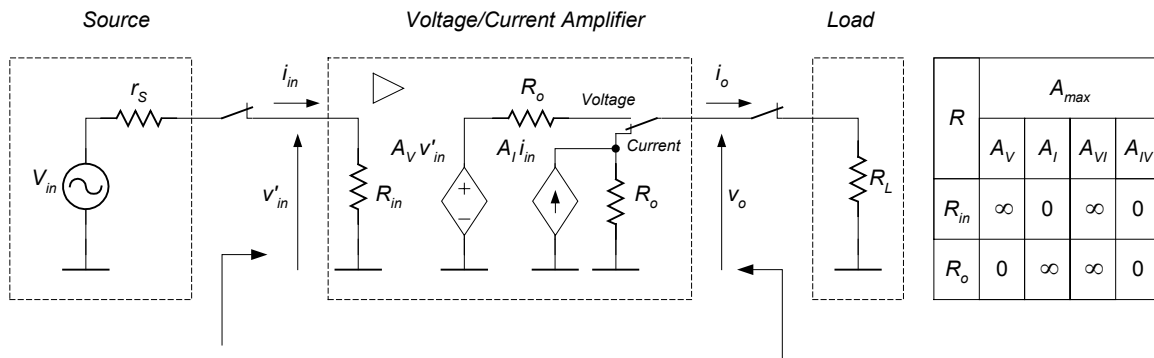 Source Voltage/Current Amplifier Load
i_in i_o
r_S R_o Voltage A_max
R
A_V v'_in A_I i_in Current A_V A_I A_VI A_IV
V_in v'_in R_in + − R_o v_o R_L
R_in ∞ 0 ∞ 0
R_o 0 ∞ ∞ 0